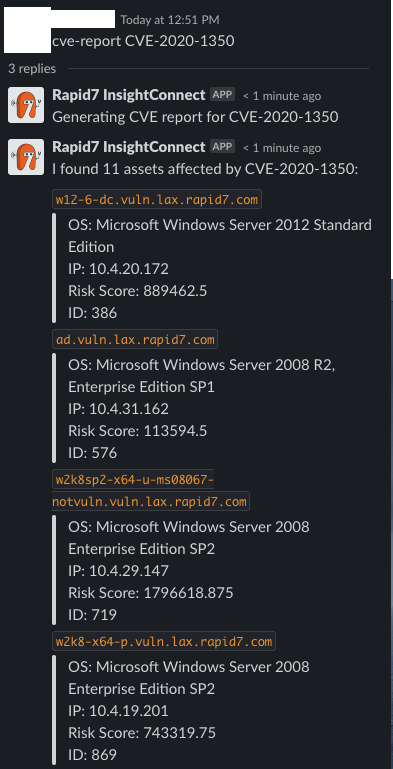 Today at 12:51 PM
cve-report CVE-2020-1350
3 replies
Rapid7 InsightConnect APP < 1 minute ago
Generating CVE report for CVE-2020-1350
Rapid7 InsightConnect APP < 1 minute ago
I found 11 assets affected by CVE-2020-1350:
w12-6-dc.vuln.lax.rapid7.com
OS: Microsoft Windows Server 2012 Standard
Edition
IP: 10.4.20.172
Risk Score: 889462.5
ID: 386
ad.vuln.lax.rapid7.com
OS: Microsoft Windows Server 2008 R2,
Enterprise Edition SP1
IP: 10.4.31.162
Risk Score: 113594.5
ID: 576
w2k8sp2-x64-u-ms08067-
notvuln.vuln.lax.rapid7.com
OS: Microsoft Windows Server 2008
Enterprise Edition SP2
IP: 10.4.29.147
Risk Score: 1796618.875
ID: 719
w2k8-x64-p.vuln.lax.rapid7.com
OS: Microsoft Windows Server 2008
Enterprise Edition SP2
IP: 10.4.19.201
Risk Score: 743319.75
ID: 869